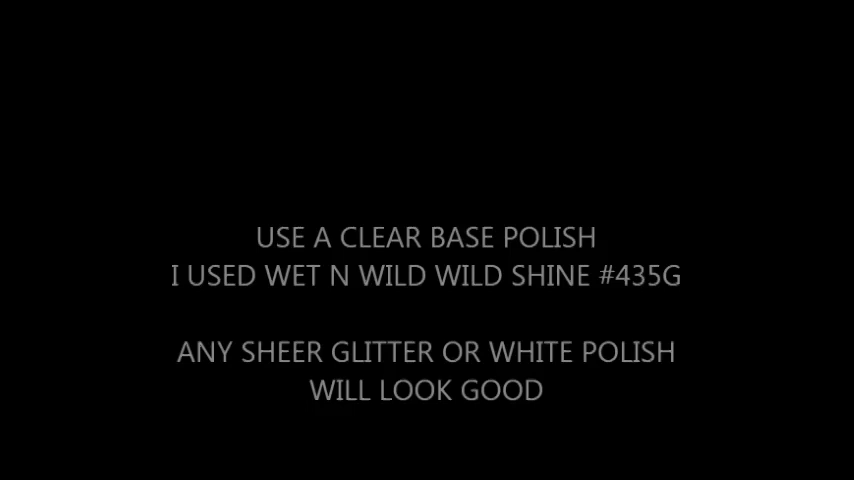 USE A CLEAR BASE POLISH
I USED WET N WILD WILD SHINE #435G
ANY SHEER GLITTER OR WHITE POLISH
WILL LOOK GOOD